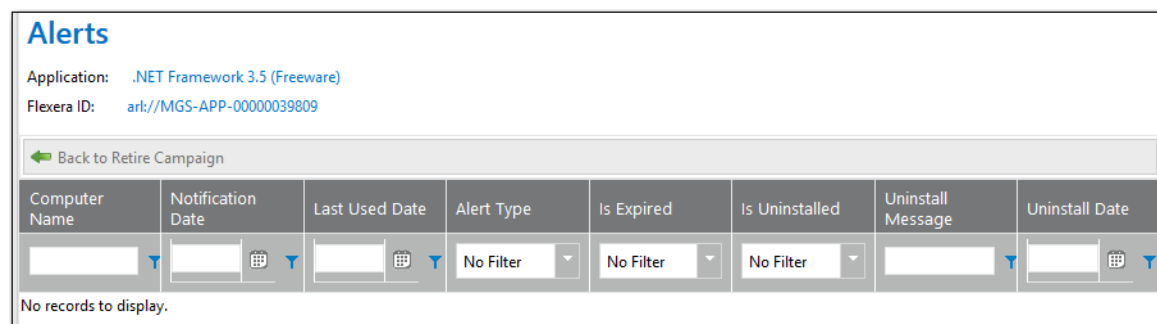 Alerts
Application: .NET Framework 3.5 (Freeware)
Flexera ID: arl://MGS-APP-00000039809
Back to Retire Campaign
Computer Name Notification Date Last Used Date Alert Type Is Expired Is Uninstalled Uninstall Message Uninstall Date
No Filter No Filter No Filter
No records to display.